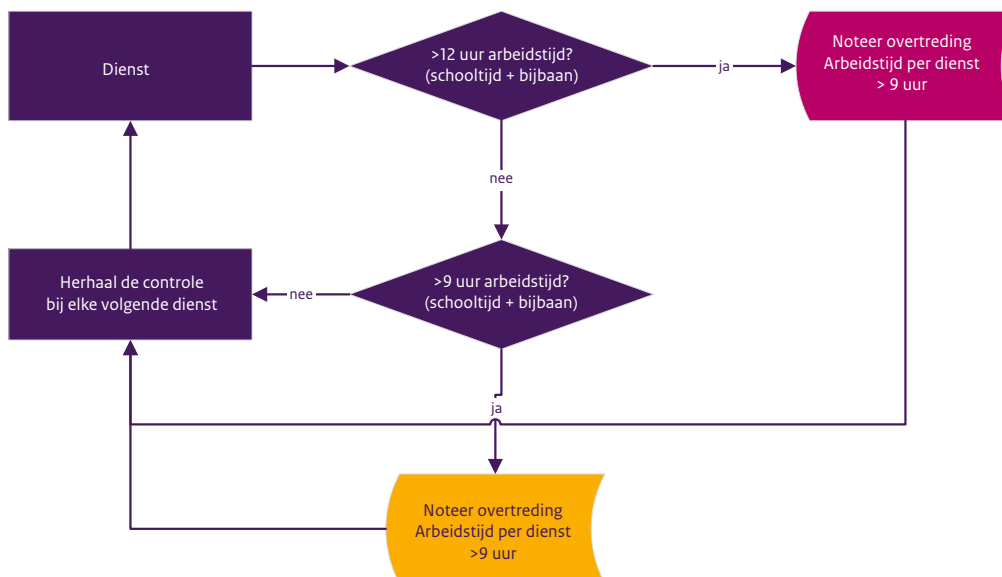 Dienst
>12 uur arbeidstijd?
(schooltijd + bijbaan)
ja
Noteer overtreding
Arbeidstijd per dienst
> 9 uur
nee
Herhaal de controle
bij elke volgende dienst
nee
>9 uur arbeidstijd?
(schooltijd + bijbaan)
ja
Noteer overtreding
Arbeidstijd per dienst
>9 uur